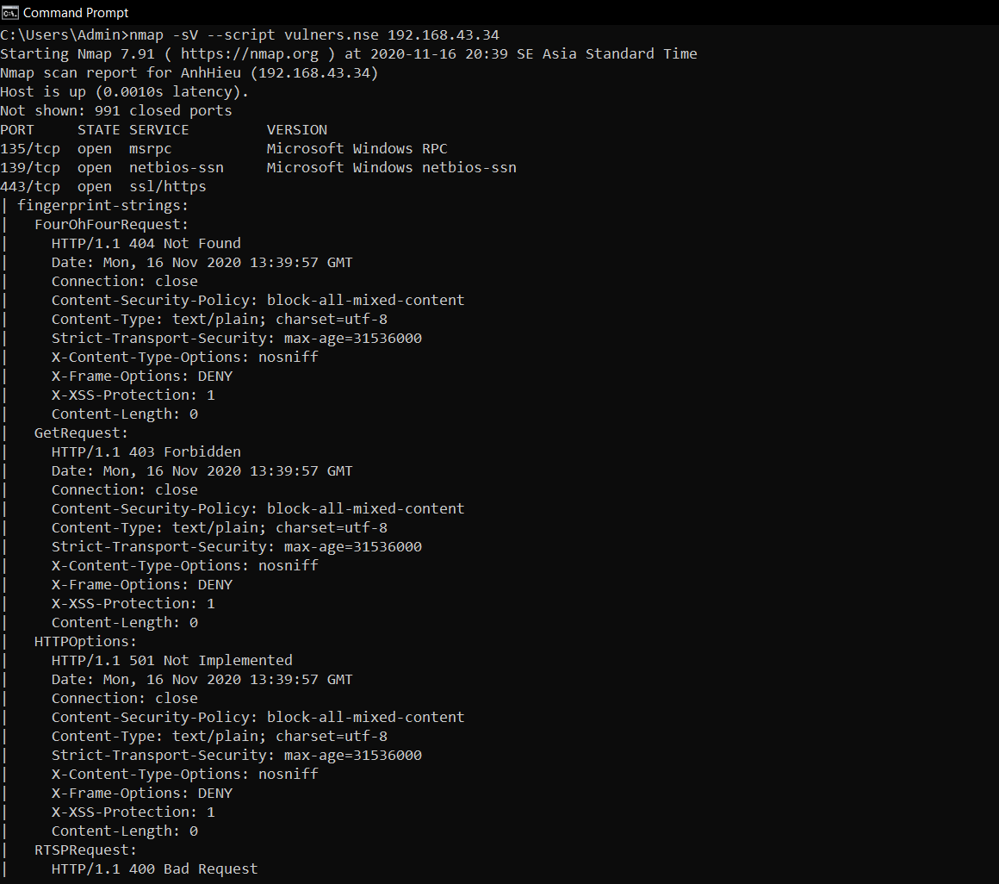 Command Prompt
C:\Users\Admin>nmap -sV --script vulners.nse 192.168.43.34
Starting Nmap 7.91 ( https://nmap.org ) at 2020-11-16 20:39 SE Asia Standard Time
Nmap scan report for AnhHieu (192.168.43.34)
Host is up (0.0010s latency).
Not shown: 991 closed ports
PORT     STATE SERVICE         VERSION
135/tcp  open  msrpc           Microsoft Windows RPC
139/tcp  open  netbios-ssn     Microsoft Windows netbios-ssn
443/tcp  open  ssl/https
| fingerprint-strings:
|   FourOhFourRequest:
|     HTTP/1.1 404 Not Found
|     Date: Mon, 16 Nov 2020 13:39:57 GMT
|     Connection: close
|     Content-Security-Policy: block-all-mixed-content
|     Content-Type: text/plain; charset=utf-8
|     Strict-Transport-Security: max-age=31536000
|     X-Content-Type-Options: nosniff
|     X-Frame-Options: DENY
|     X-XSS-Protection: 1
|     Content-Length: 0
|   GetRequest:
|     HTTP/1.1 403 Forbidden
|     Date: Mon, 16 Nov 2020 13:39:57 GMT
|     Connection: close
|     Content-Security-Policy: block-all-mixed-content
|     Content-Type: text/plain; charset=utf-8
|     Strict-Transport-Security: max-age=31536000
|     X-Content-Type-Options: nosniff
|     X-Frame-Options: DENY
|     X-XSS-Protection: 1
|     Content-Length: 0
|   HTTPOptions:
|     HTTP/1.1 501 Not Implemented
|     Date: Mon, 16 Nov 2020 13:39:57 GMT
|     Connection: close
|     Content-Security-Policy: block-all-mixed-content
|     Content-Type: text/plain; charset=utf-8
|     Strict-Transport-Security: max-age=31536000
|     X-Content-Type-Options: nosniff
|     X-Frame-Options: DENY
|     X-XSS-Protection: 1
|     Content-Length: 0
|   RTSPRequest:
|     HTTP/1.1 400 Bad Request